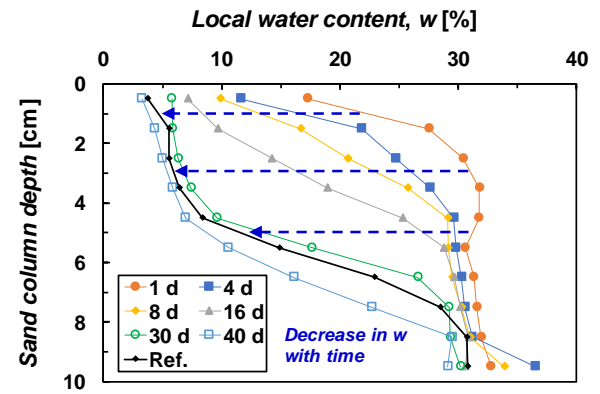 Local water content, w [%]
0 10 20 30 40
0
2
4
6
8
10
Sand column depth [cm]
1 d 4 d
8 d 16 d
30 d 40 d
Ref.
Decrease in w
with time